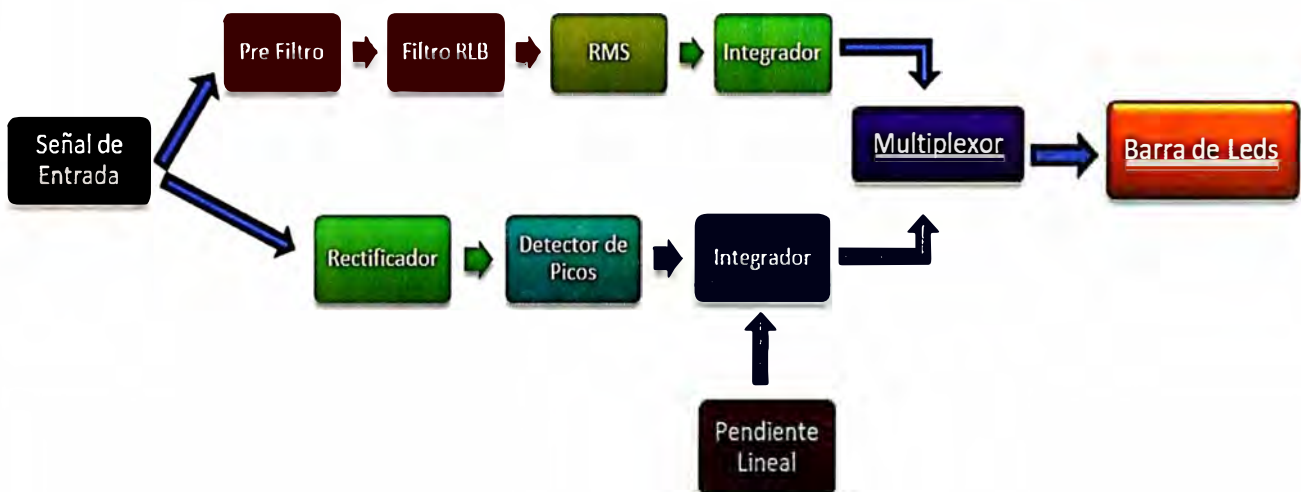 Pre Filtro
Filtro RLB
RMS
Integrador
Señal de
Entrada
Multiplexor
Barra de Leds
Rectificador
Detector de
Picos
Integrador
Pendiente
Lineal